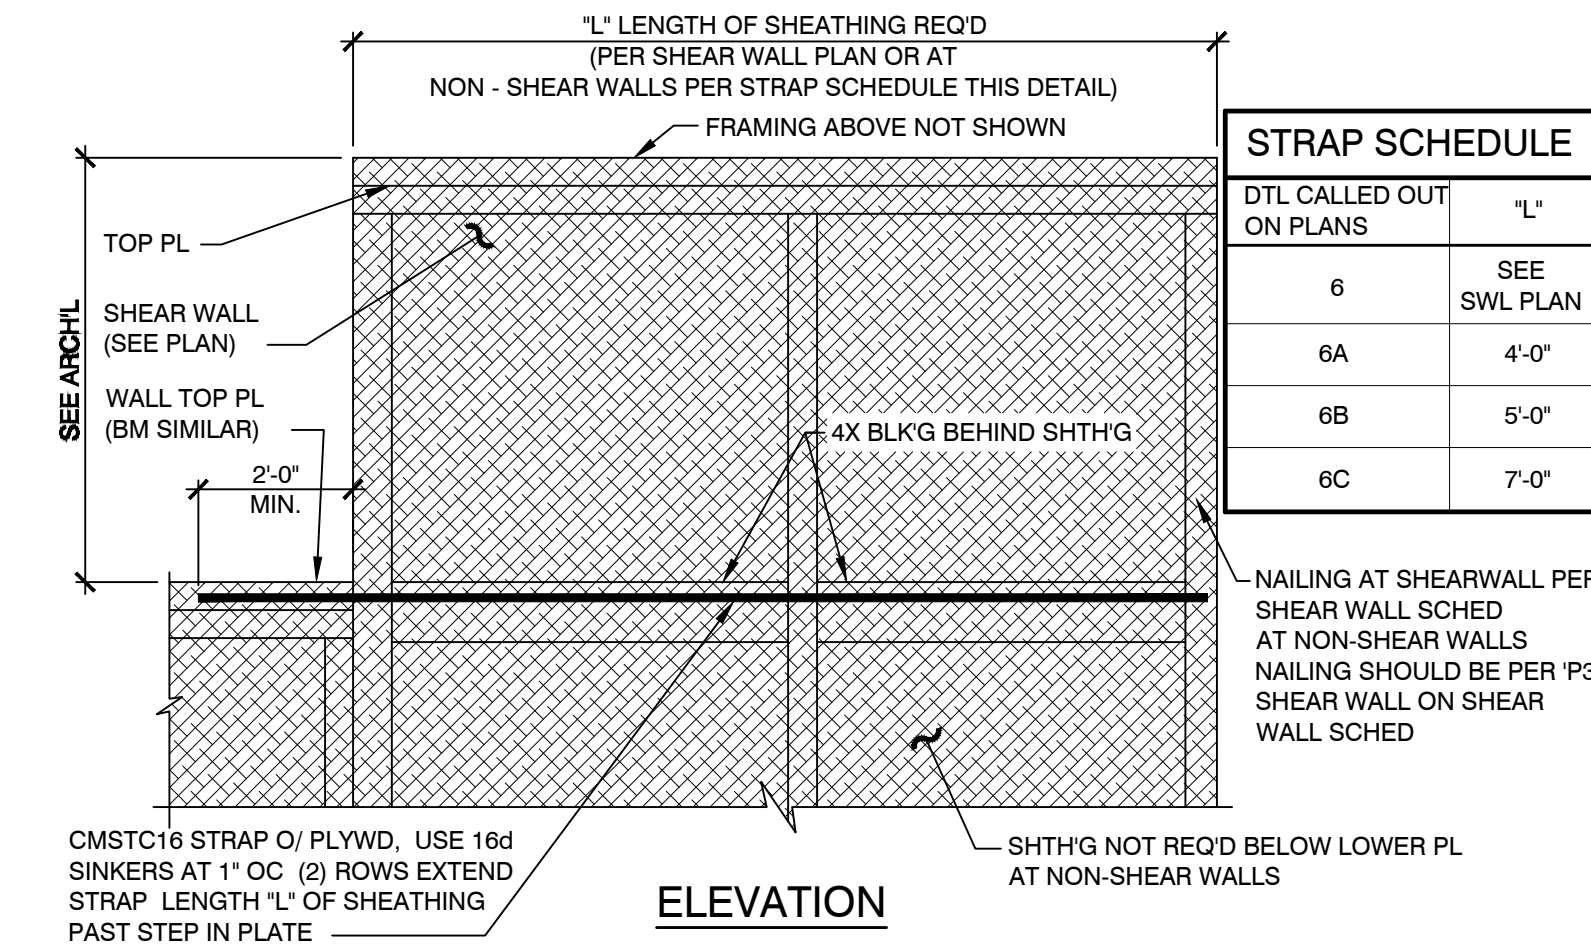 "L" LENGTH OF SHEATHING REQ'D
(PER SHEAR WALL PLAN OR AT
NON - SHEAR WALLS PER STRAP SCHEDULE THIS DETAIL)
FRAMING ABOVE NOT SHOWN
TOP PL
SHEAR WALL
(SEE PLAN)
SEE ARCH'L
WALL TOP PL
(BM SIMILAR)
2'-0"
MIN.
4X BLK'G BEHIND SHTH'G
STRAP SCHEDULE
DTL CALLED OUT
ON PLANS
"L"
6
SEE
SWL PLAN
6A
4'-0"
6B
5'-0"
6C
7'-0"
NAILING AT SHEARWALL PER
SHEAR WALL SCHED
AT NON-SHEAR WALLS
NAILING SHOULD BE PER 'P3
SHEAR WALL ON SHEAR
WALL SCHED
CMSTC16 STRAP O/ PLYWD, USE 16d
SINKERS AT 1" OC (2) ROWS EXTEND
STRAP LENGTH "L" OF SHEATHING
PAST STEP IN PLATE
SHTH'G NOT REQ'D BELOW LOWER PL
AT NON-SHEAR WALLS
ELEVATION